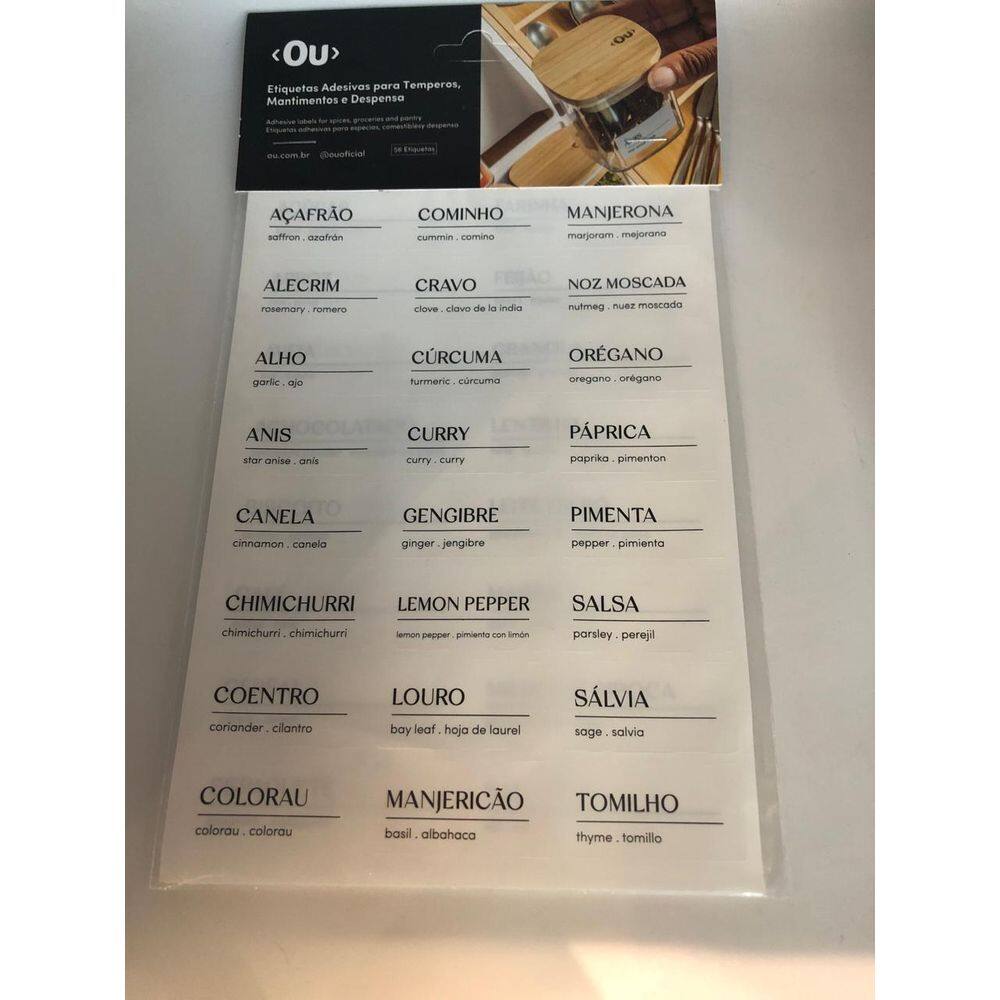 ‹Ou›
Etiquetas Adesivas para Temperos,
Mantimentos e Despensa
Adhesive labels for spices, groceries and pantry
Etiquetas adhesivas para especias, comestiblesy despensa
ou.com.br @ouoficial 56 Etiquetas
‹Ou›
AÇAFRÃO COMINHO MANJERONA
saffron . azafrán cummin . comino marjoram . mejorana
ALECRIM CRAVO NOZ MOSCADA
rosemary . romero clove . clavo de la india nutmeg . nuez moscada
ALHO CÚRCUMA ORÉGANO
garlic . ajo turmeric . cúrcuma oregano . orégano
ANIS CURRY PÁPRICA
star anise . anís curry . curry paprika . pimenton
CANELA GENGIBRE PIMENTA
cinnamon . canela ginger . jengibre pepper . pimienta
CHIMICHURRI LEMON PEPPER SALSA
chimichurri . chimichurri lemon pepper . pimienta con limón parsley . perejil
COENTRO LOURO SÁLVIA
coriander . cilantro bay leaf . hoja de laurel sage . salvia
COLORAU MANJERICÃO TOMILHO
colorau . colorau basil . albahaca thyme . tomillo